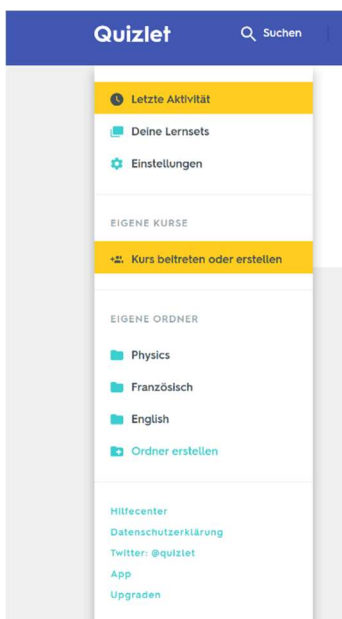 Quizlet
Suchen
Letzte Aktivität
Deine Lernsets
Einstellungen
EIGENE KURSE
Kurs beitreten oder erstellen
EIGENE ORDNER
Physics
Französisch
English
Ordner erstellen
Hilfecenter
Datenschutzerklärung
Twitter: @quizlet
App
Upgraden